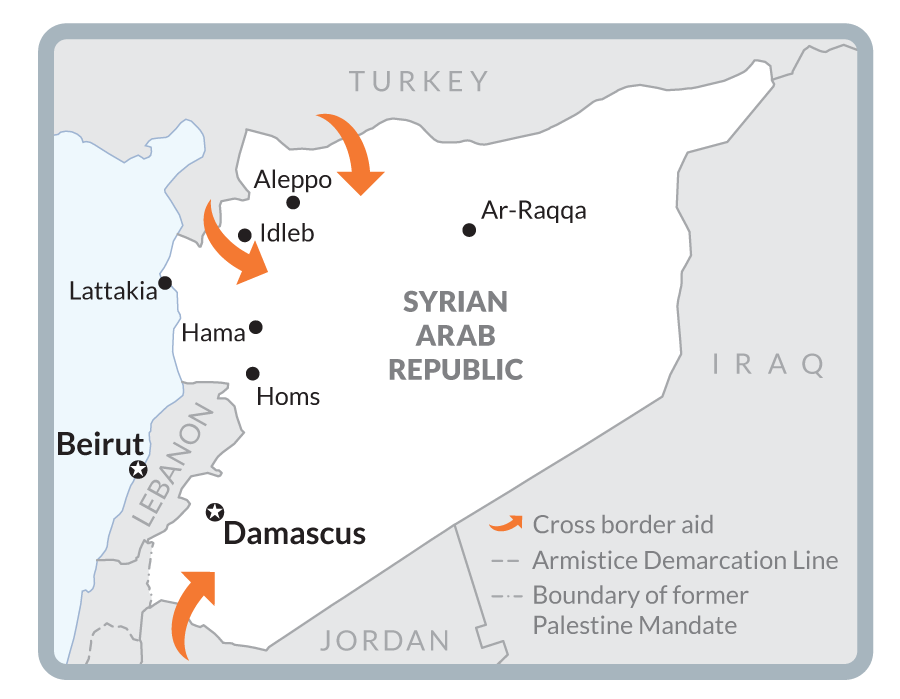 TURKEY
Aleppo
Ar-Raqqa
Idleb
Lattakia
SYRIAN
ARAB
REPUBLIC
Hama
IRAQ
Homs
LEBANON
Beirut
Damascus
Cross border aid
Armistice Demarcation Line
Boundary of former
Palestine Mandate
JORDAN